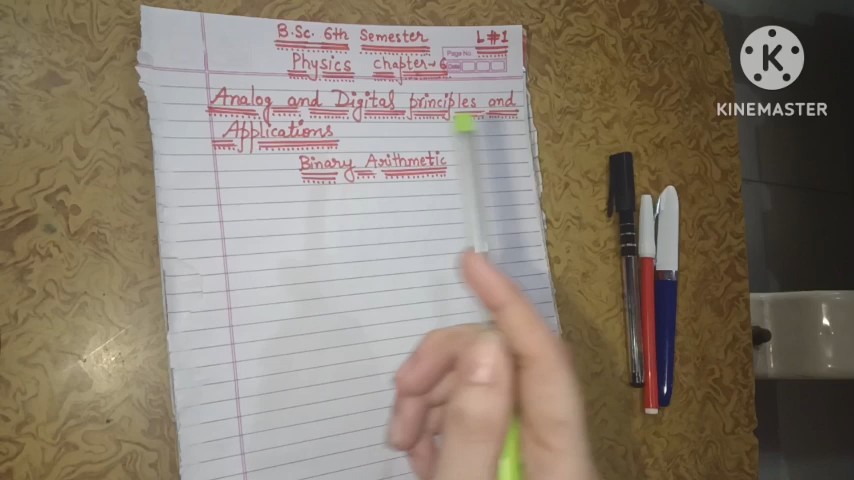 B.Sc. 6th Semester L#1
Page No.
Physics chapter-6
Date
Analog and Digital principles and
Applications
Binary Arithmetic
KINEMASTER